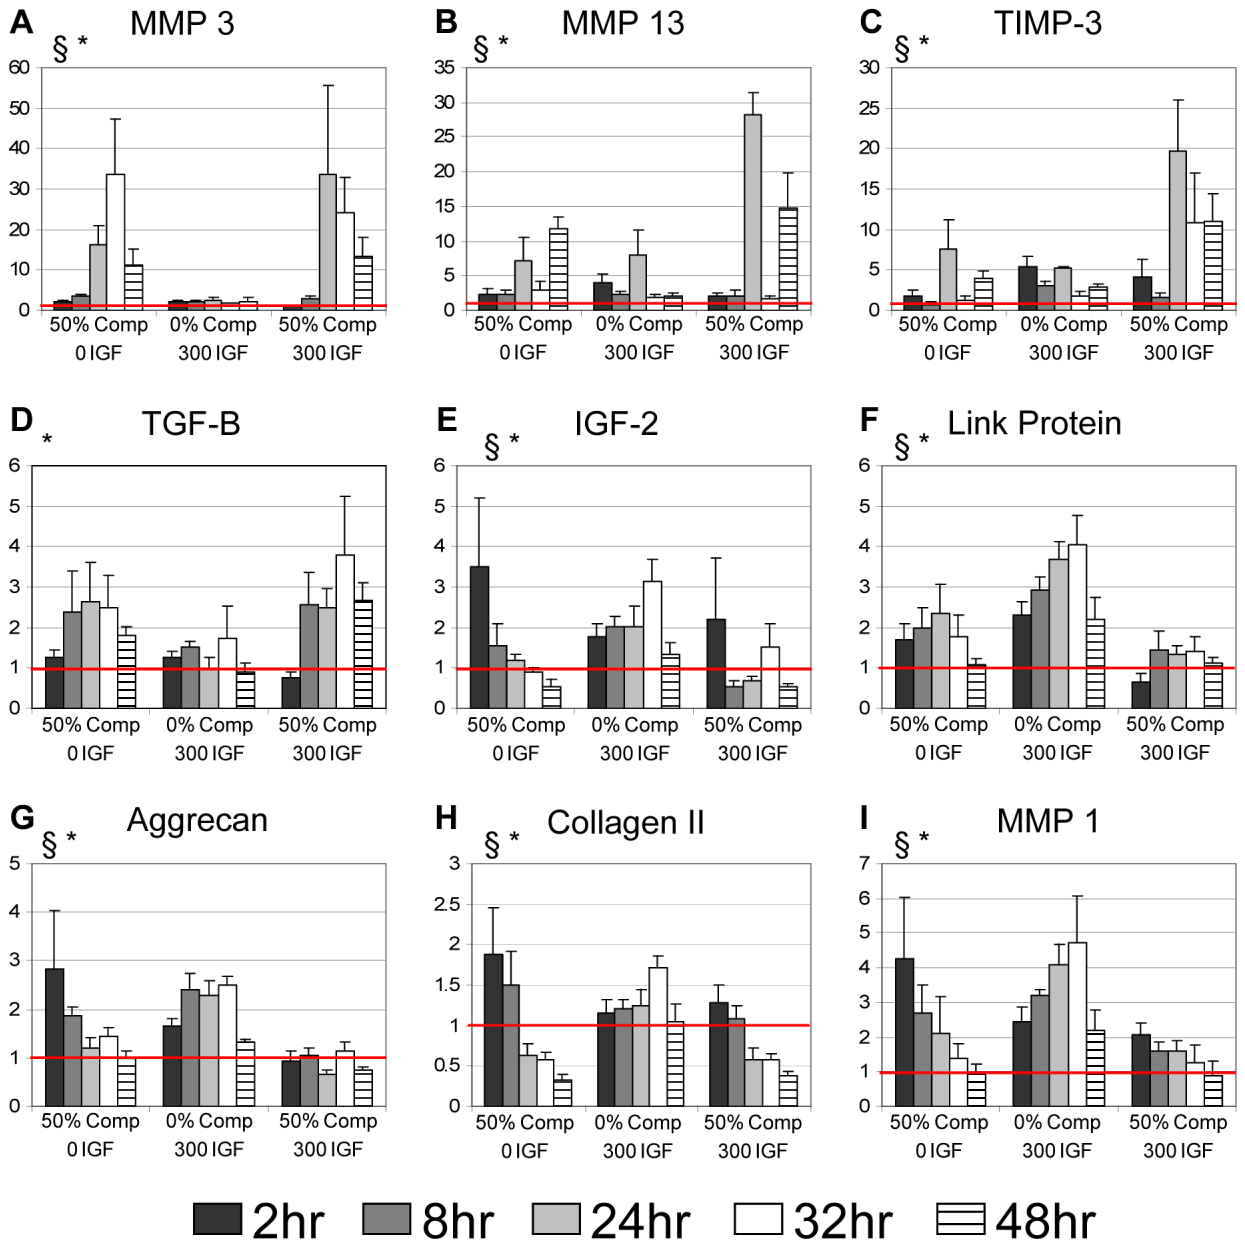 A MMP 3
§ *
60
50
40
30
20
10
0
50% Comp 0% Comp 50% Comp
0 IGF 300 IGF 300 IGF
B MMP 13
§ *
35
30
25
20
15
10
5
0
50% Comp 0% Comp 50% Comp
0 IGF 300 IGF 300 IGF
C TIMP-3
§ *
30
25
20
15
10
5
0
50% Comp 0% Comp 50% Comp
0 IGF 300 IGF 300 IGF
D TGF-B
*
6
5
4
3
2
1
0
50% Comp 0% Comp 50% Comp
0 IGF 300 IGF 300 IGF
E IGF-2
§ *
6
5
4
3
2
1
0
50% Comp 0% Comp 50% Comp
0 IGF 300 IGF 300 IGF
F Link Protein
§ *
6
5
4
3
2
1
0
50% Comp 0% Comp 50% Comp
0 IGF 300 IGF 300 IGF
G Aggrecan
§ *
5
4
3
2
1
0
50% Comp 0% Comp 50% Comp
0 IGF 300 IGF 300 IGF
H Collagen II
§ *
3
2.5
2
1.5
1
0.5
0
50% Comp 0% Comp 50% Comp
0 IGF 300 IGF 300 IGF
I MMP 1
§ *
7
6
5
4
3
2
1
0
50% Comp 0% Comp 50% Comp
0 IGF 300 IGF 300 IGF
2hr 8hr 24hr 32hr 48hr